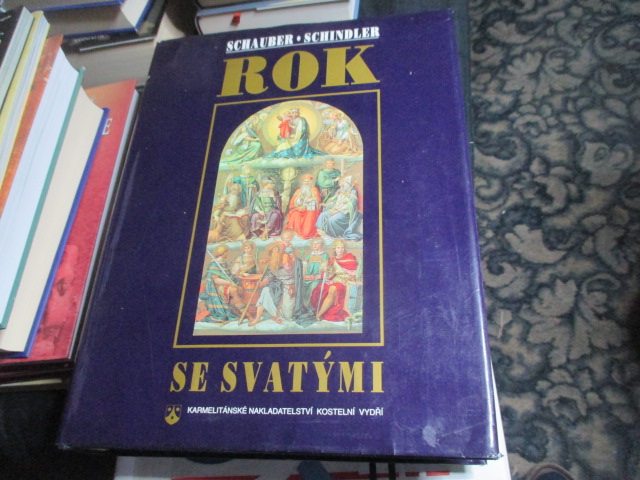 SCHAUBER • SCHINDLER
ROK
SE SVATÝMI
KARMELITÁNSKÉ NAKLADATELSTVÍ KOSTELNÍ VYDŘÍ